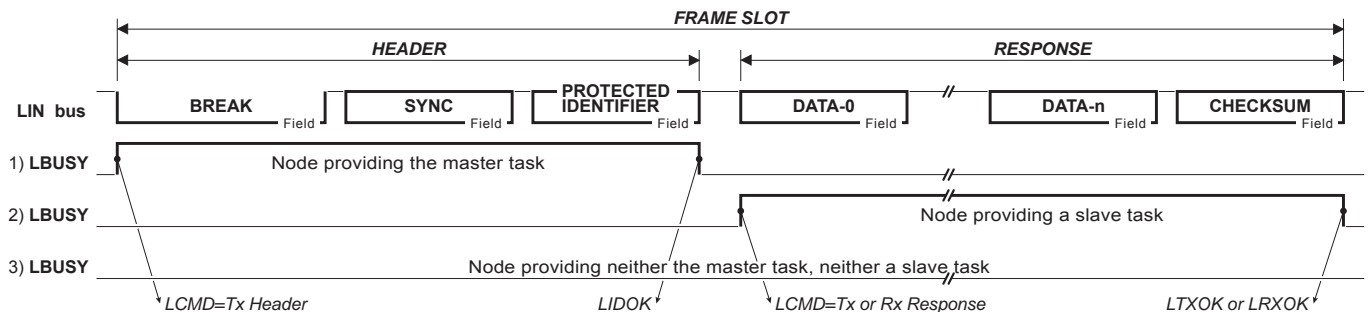 FRAME SLOT
HEADER RESPONSE
LIN bus
BREAK Field
SYNC Field
PROTECTED IDENTIFIER Field
DATA-0 Field
DATA-n Field
CHECKSUM Field
1) LBUSY Node providing the master task
2) LBUSY Node providing a slave task
3) LBUSY Node providing neither the master task, neither a slave task
LCMD=Tx Header LIDOK LCMD=Tx or Rx Response LTXOK or LRXOK